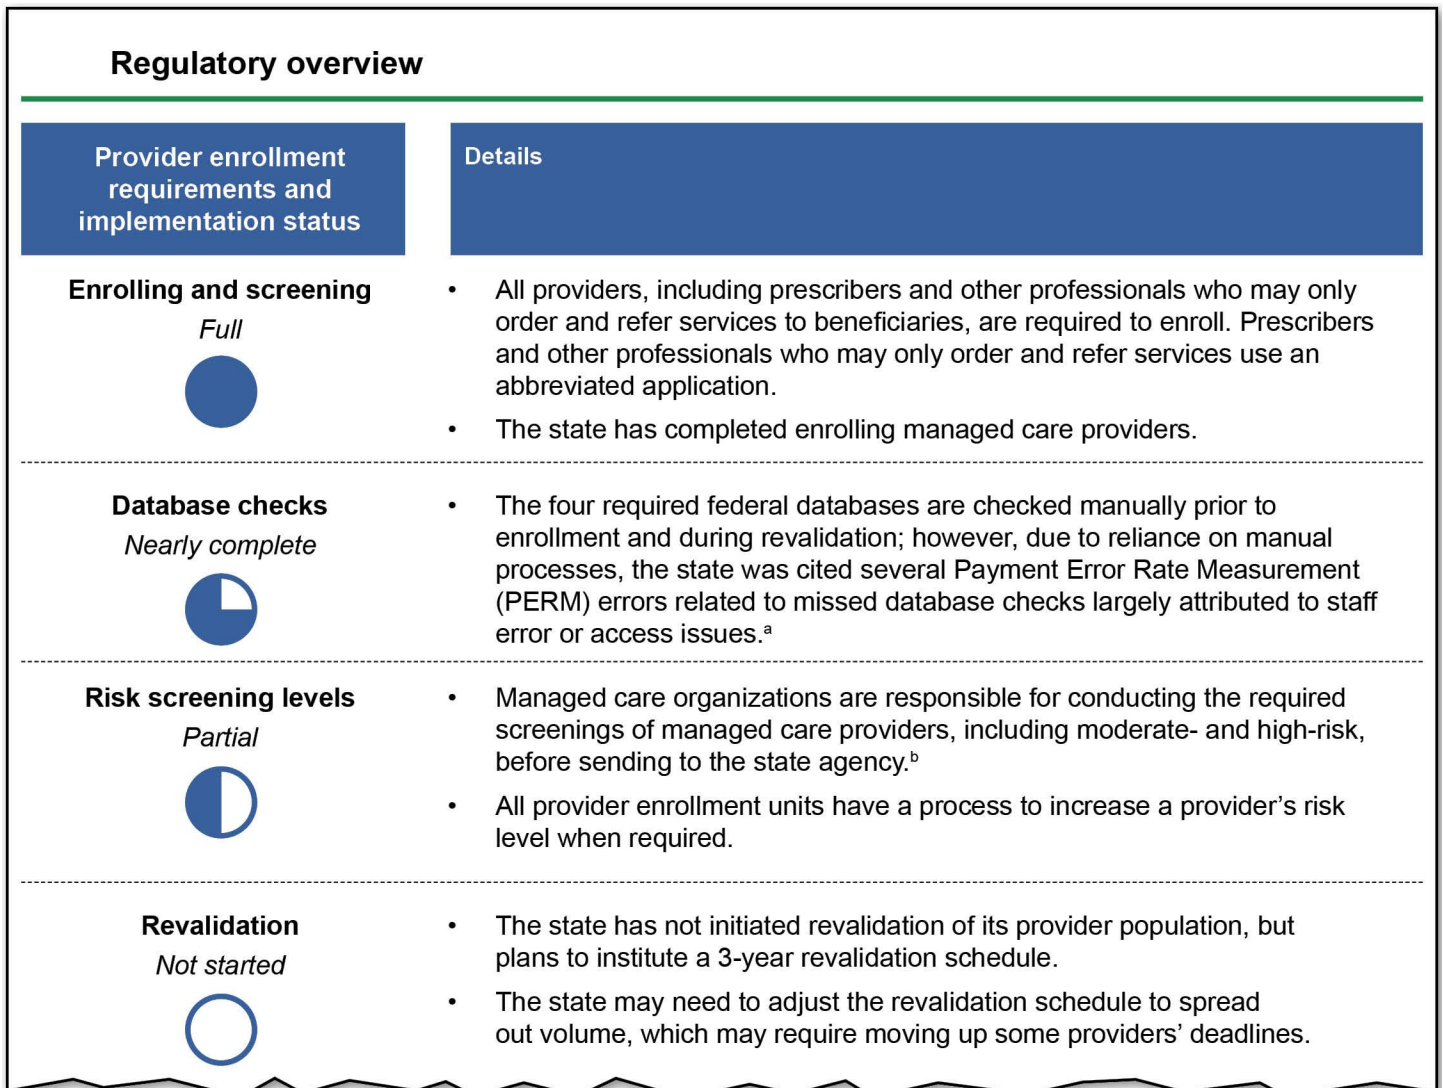 Regulatory overview
Provider enrollment
requirements and
implementation status
Details
Enrolling and screening
Full
• All providers, including prescribers and other professionals who may only
order and refer services to beneficiaries, are required to enroll. Prescribers
and other professionals who may only order and refer services use an
abbreviated application.
• The state has completed enrolling managed care providers.
Database checks
Nearly complete
• The four required federal databases are checked manually prior to
enrollment and during revalidation; however, due to reliance on manual
processes, the state was cited several Payment Error Rate Measurement
(PERM) errors related to missed database checks largely attributed to staff
error or access issues.ᵃ
Risk screening levels
Partial
• Managed care organizations are responsible for conducting the required
screenings of managed care providers, including moderate- and high-risk,
before sending to the state agency.ᵇ
• All provider enrollment units have a process to increase a provider’s risk
level when required.
Revalidation
Not started
• The state has not initiated revalidation of its provider population, but
plans to institute a 3-year revalidation schedule.
• The state may need to adjust the revalidation schedule to spread
out volume, which may require moving up some providers’ deadlines.